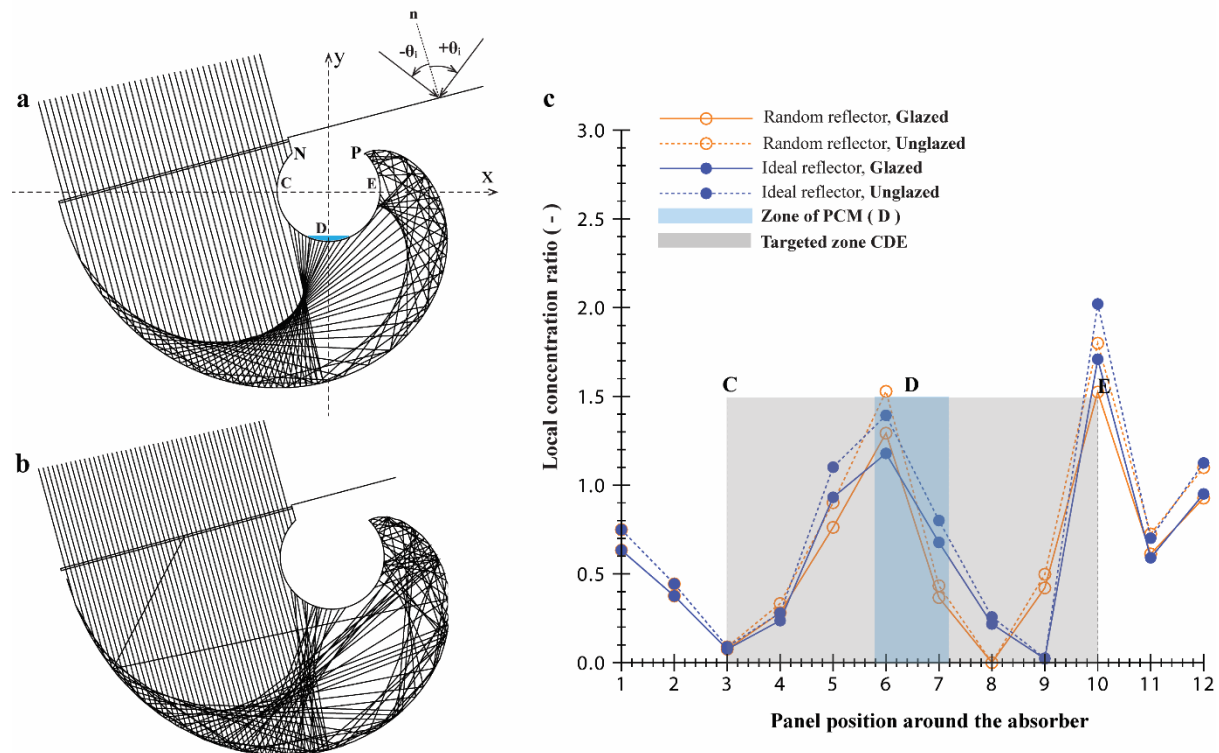 a
n
-θi
+θi
y
N
P
C
E
X
D
b
c
Random reflector, Glazed
Random reflector, Unglazed
Ideal reflector, Glazed
Ideal reflector, Unglazed
Zone of PCM ( D )
Targeted zone CDE
Local concentration ratio ( - )
3.0
2.5
2.0
1.5
1.0
0.5
0.0
C
D
E
1 2 3 4 5 6 7 8 9 10 11 12
Panel position around the absorber